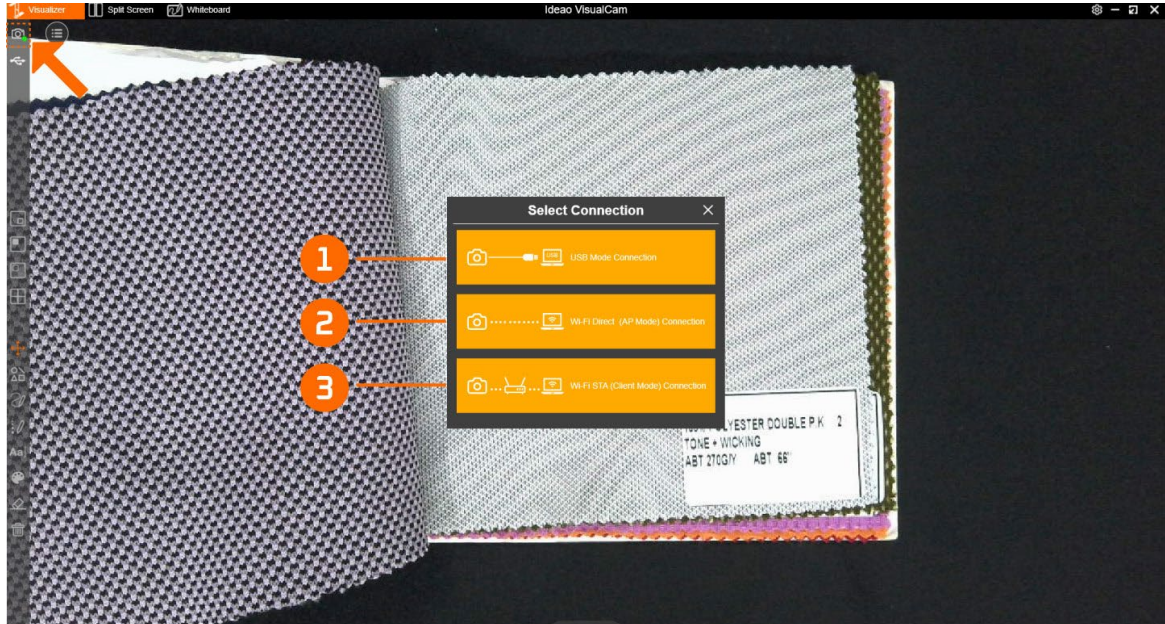 Visualizer
Split Screen
Whiteboard
Ideao VisualCam
Select Connection
1
USB
USB Mode Connection
2
Wi-Fi Direct (AP Mode) Connection
3
Wi-Fi STA (Client Mode) Connection
YESTER DOUBLE P.K 2
TONE + WICKING
ABT 270G/Y ABT 66"
Aa